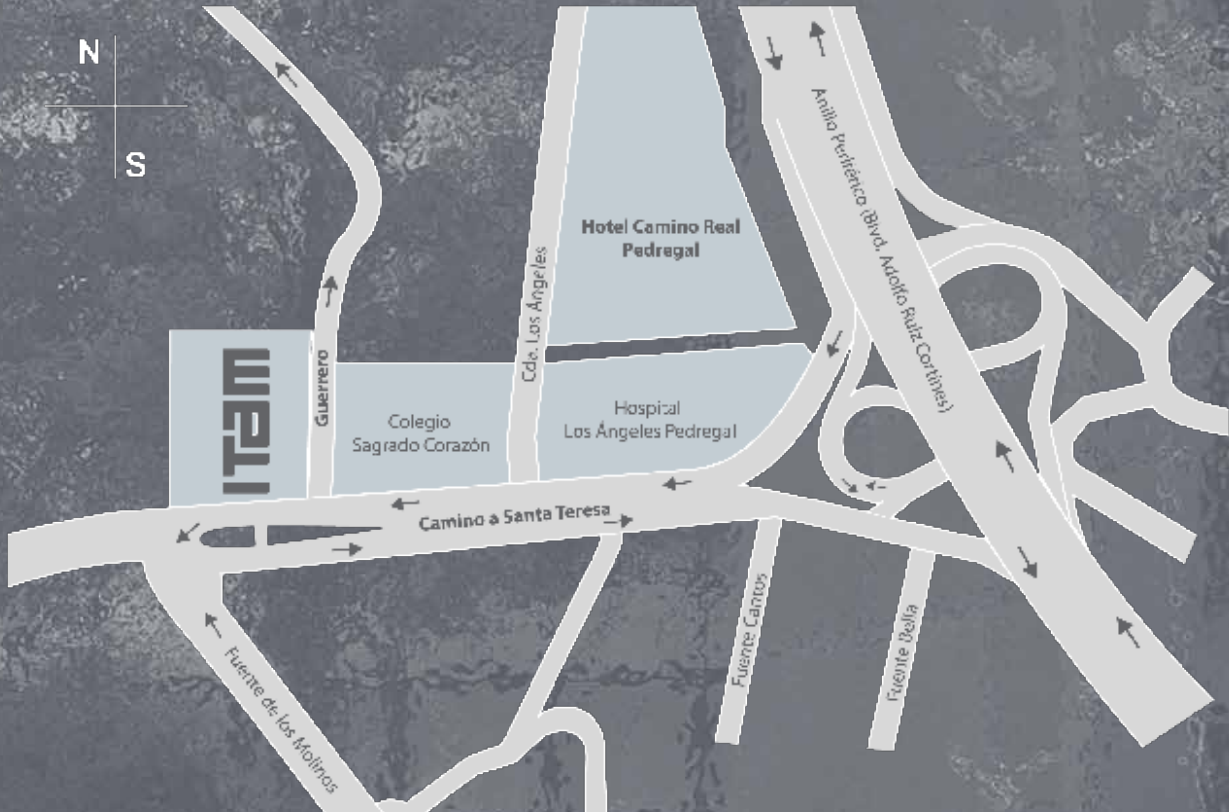 N
S
Anillo Periférico (Blvd. Adolfo Ruiz Cortines)
Hotel Camino Real
Pedregal
Cda. Los Ángeles
ITAM
Guerrero
Colegio
Sagrado Corazón
Hospital
Los Ángeles Pedregal
Camino a Santa Teresa
Fuente de los Molinos
Fuente Cantos
Fuente Bella